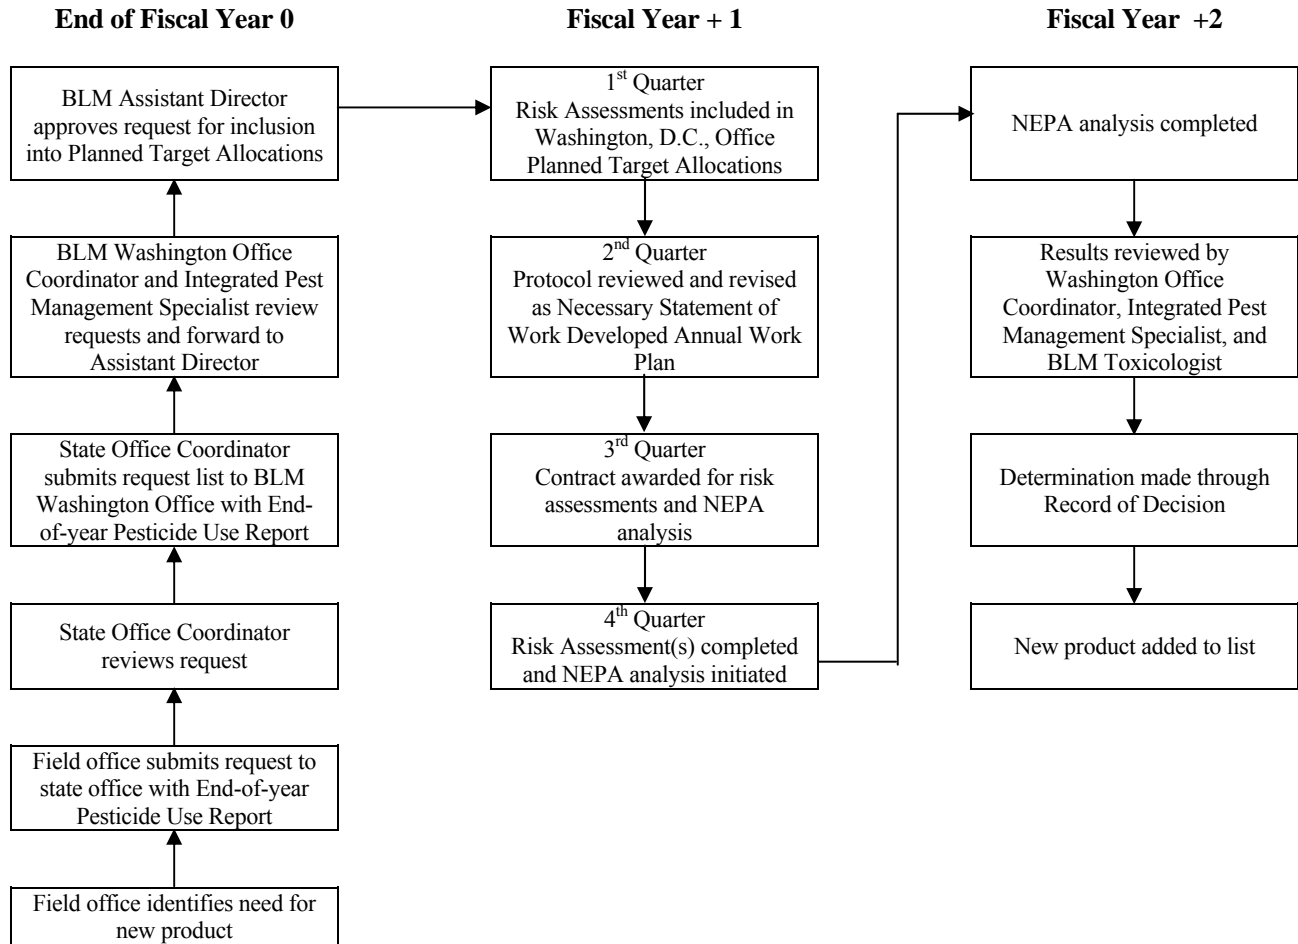 End of Fiscal Year 0
Fiscal Year + 1
Fiscal Year +2
BLM Assistant Director
approves request for inclusion
into Planned Target Allocations
BLM Washington Office
Coordinator and Integrated Pest
Management Specialist review
requests and forward to
Assistant Director
State Office Coordinator
submits request list to BLM
Washington Office with End-
of-year Pesticide Use Report
State Office Coordinator
reviews request
Field office submits request to
state office with End-of-year
Pesticide Use Report
Field office identifies need for
new product
1st Quarter
Risk Assessments included in
Washington, D.C., Office
Planned Target Allocations
2nd Quarter
Protocol reviewed and revised
as Necessary Statement of
Work Developed Annual Work
Plan
3rd Quarter
Contract awarded for risk
assessments and NEPA
analysis
4th Quarter
Risk Assessment(s) completed
and NEPA analysis initiated
NEPA analysis completed
Results reviewed by
Washington Office
Coordinator, Integrated Pest
Management Specialist, and
BLM Toxicologist
Determination made through
Record of Decision
New product added to list